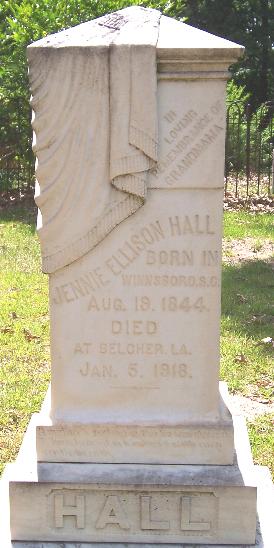 IN
LOVING
REMEMBRANCE OF
GRANDMAMA
JENNIE ELLISON HALL
BORN IN
WINNSBORO, S.C.
AUG. 19. 1844.
DIED
AT BELCHER. LA.
JAN. 5. 1918.
HALL